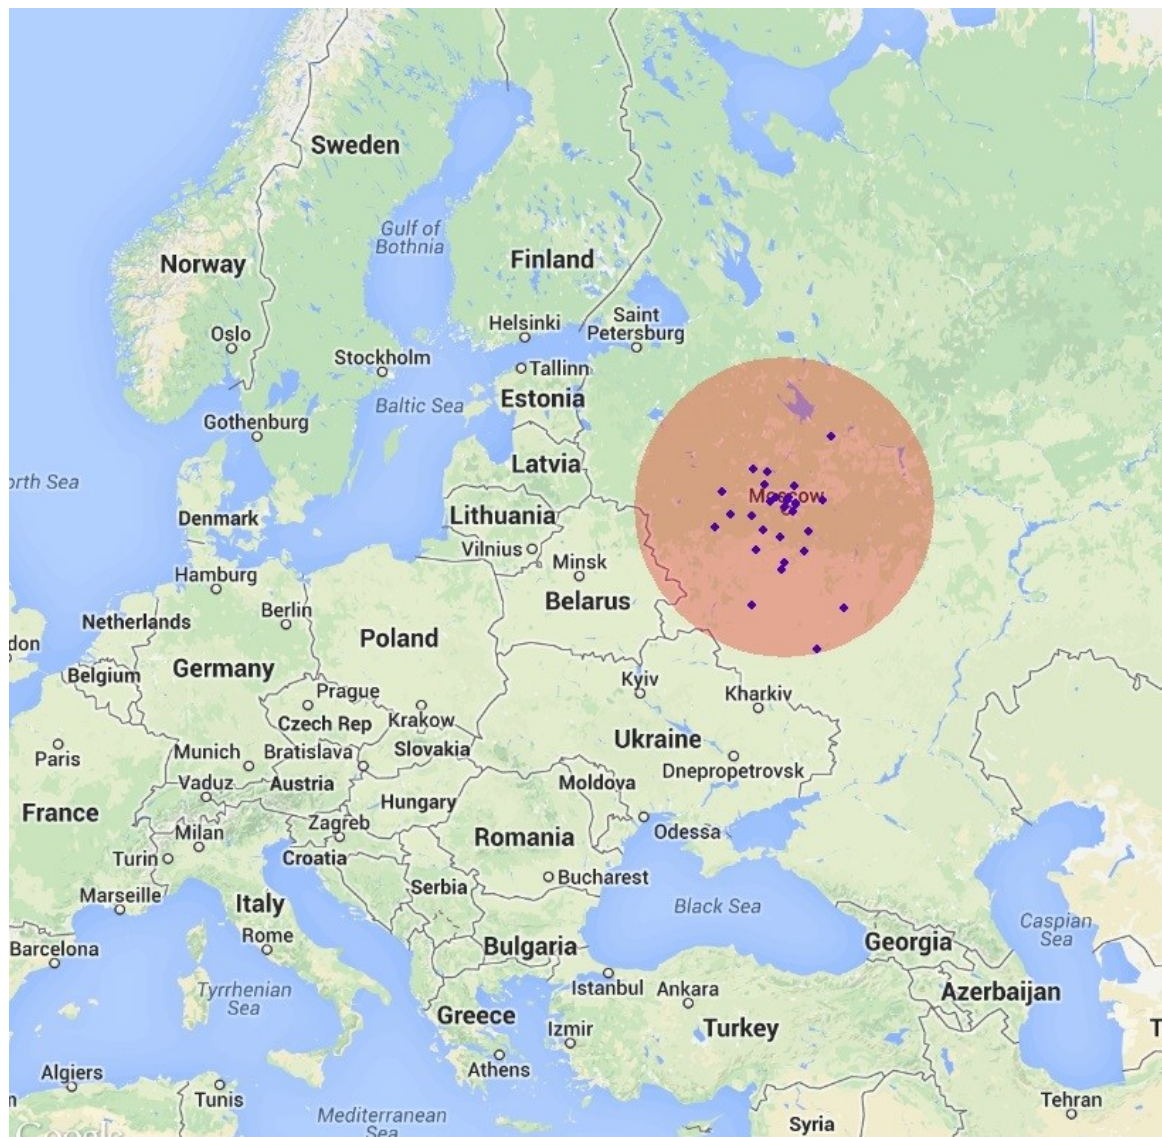 Sweden
Gulf of
Bothnia
Norway
Finland
Oslo
Helsinki
Saint
Petersburg
Stockholm
Tallinn
Estonia
Baltic Sea
Gothenburg
Latvia
orth Sea
Moscow
Denmark
Lithuania
Vilnius
Minsk
Hamburg
Belarus
Berlin
Netherlands
don
Poland
Germany
Belgium
Kyiv
Prague
Kharkiv
Czech Rep
Krakow
Paris
Munich
Bratislava
Slovakia
Ukraine
Dnepropetrovsk
Vaduz
Austria
Moldova
France
Hungary
Milan
Zagreb
Odessa
Romania
Turin
Croatia
Marseille
Serbia
Bucharest
Italy
Black Sea
Rome
Caspian
Sea
Barcelona
Bulgaria
Georgia
Tyrrhenian
Sea
Istanbul
Ankara
Azerbaijan
Greece
Izmir
Turkey
T
Athens
Algiers
n
Tunis
Tehran
Mediterranean
Sea
Syria
Google